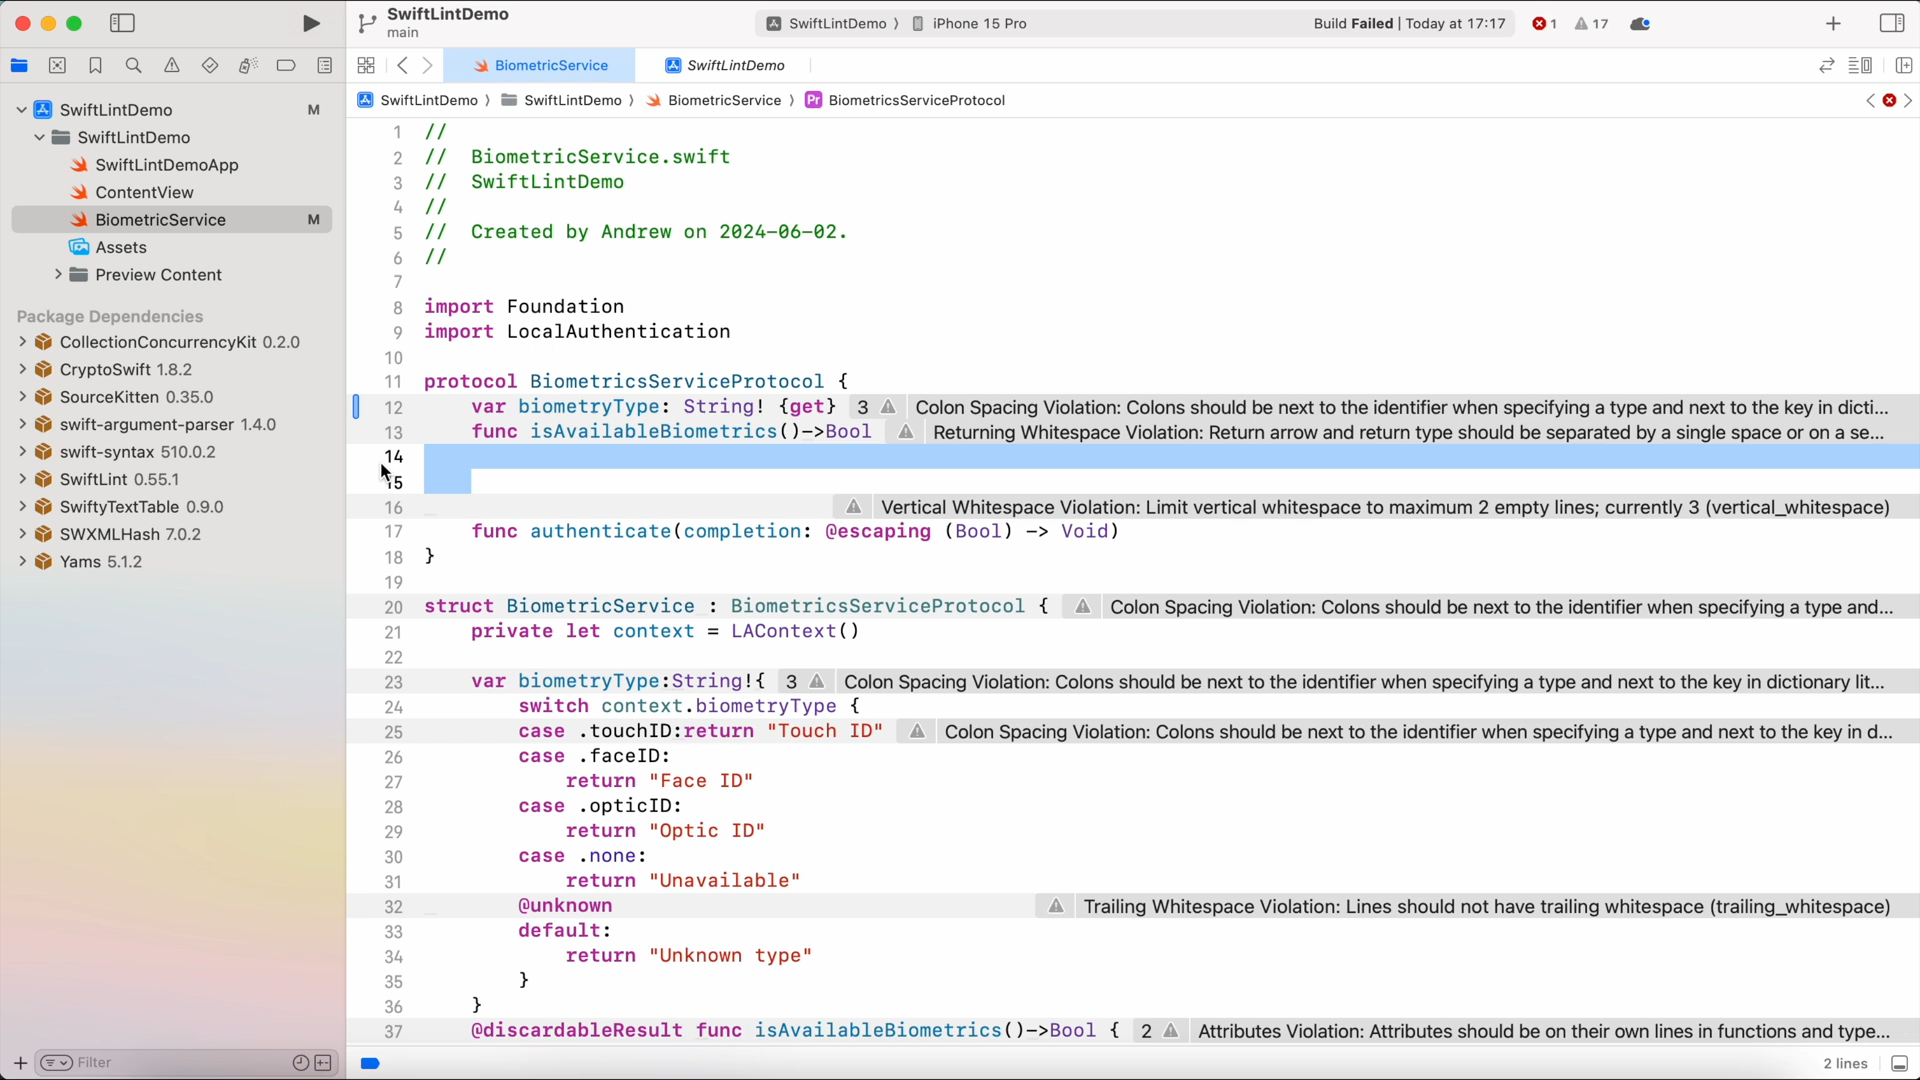 SwiftLintDemo
main
SwiftLintDemo 〉 iPhone 15 Pro
Build Failed | Today at 17:17
1
17
BiometricService
SwiftLintDemo
SwiftLintDemo 〉 SwiftLintDemo 〉 BiometricService 〉 Pr BiometricsServiceProtocol
SwiftLintDemo M
SwiftLintDemo
SwiftLintDemoApp
ContentView
BiometricService M
Assets
Preview Content
Package Dependencies
CollectionConcurrencyKit 0.2.0
CryptoSwift 1.8.2
SourceKitten 0.35.0
swift-argument-parser 1.4.0
swift-syntax 510.0.2
SwiftLint 0.55.1
SwiftyTextTable 0.9.0
SWXMLHash 7.0.2
Yams 5.1.2
Filter
1 //
2 //  BiometricService.swift
3 //  SwiftLintDemo
4 //
5 //  Created by Andrew on 2024-06-02.
6 //
7
8 import Foundation
9 import LocalAuthentication
10
11 protocol BiometricsServiceProtocol {
12     var biometryType: String! {get} 3 Colon Spacing Violation: Colons should be next to the identifier when specifying a type and next to the key in dicti...
13     func isAvailableBiometrics()->Bool Returning Whitespace Violation: Return arrow and return type should be separated by a single space or on a se...
14
15
16 Vertical Whitespace Violation: Limit vertical whitespace to maximum 2 empty lines; currently 3 (vertical_whitespace)
17     func authenticate(completion: @escaping (Bool) -> Void)
18 }
19
20 struct BiometricService : BiometricsServiceProtocol { Colon Spacing Violation: Colons should be next to the identifier when specifying a type and...
21     private let context = LAContext()
22
23     var biometryType:String!{ 3 Colon Spacing Violation: Colons should be next to the identifier when specifying a type and next to the key in dictionary lit...
24         switch context.biometryType {
25         case .touchID:return "Touch ID" Colon Spacing Violation: Colons should be next to the identifier when specifying a type and next to the key in d...
26         case .faceID:
27             return "Face ID"
28         case .opticID:
29             return "Optic ID"
30         case .none:
31             return "Unavailable"
32         @unknown Trailing Whitespace Violation: Lines should not have trailing whitespace (trailing_whitespace)
33         default:
34             return "Unknown type"
35         }
36     }
37     @discardableResult func isAvailableBiometrics()->Bool { 2 Attributes Violation: Attributes should be on their own lines in functions and type...
2 lines